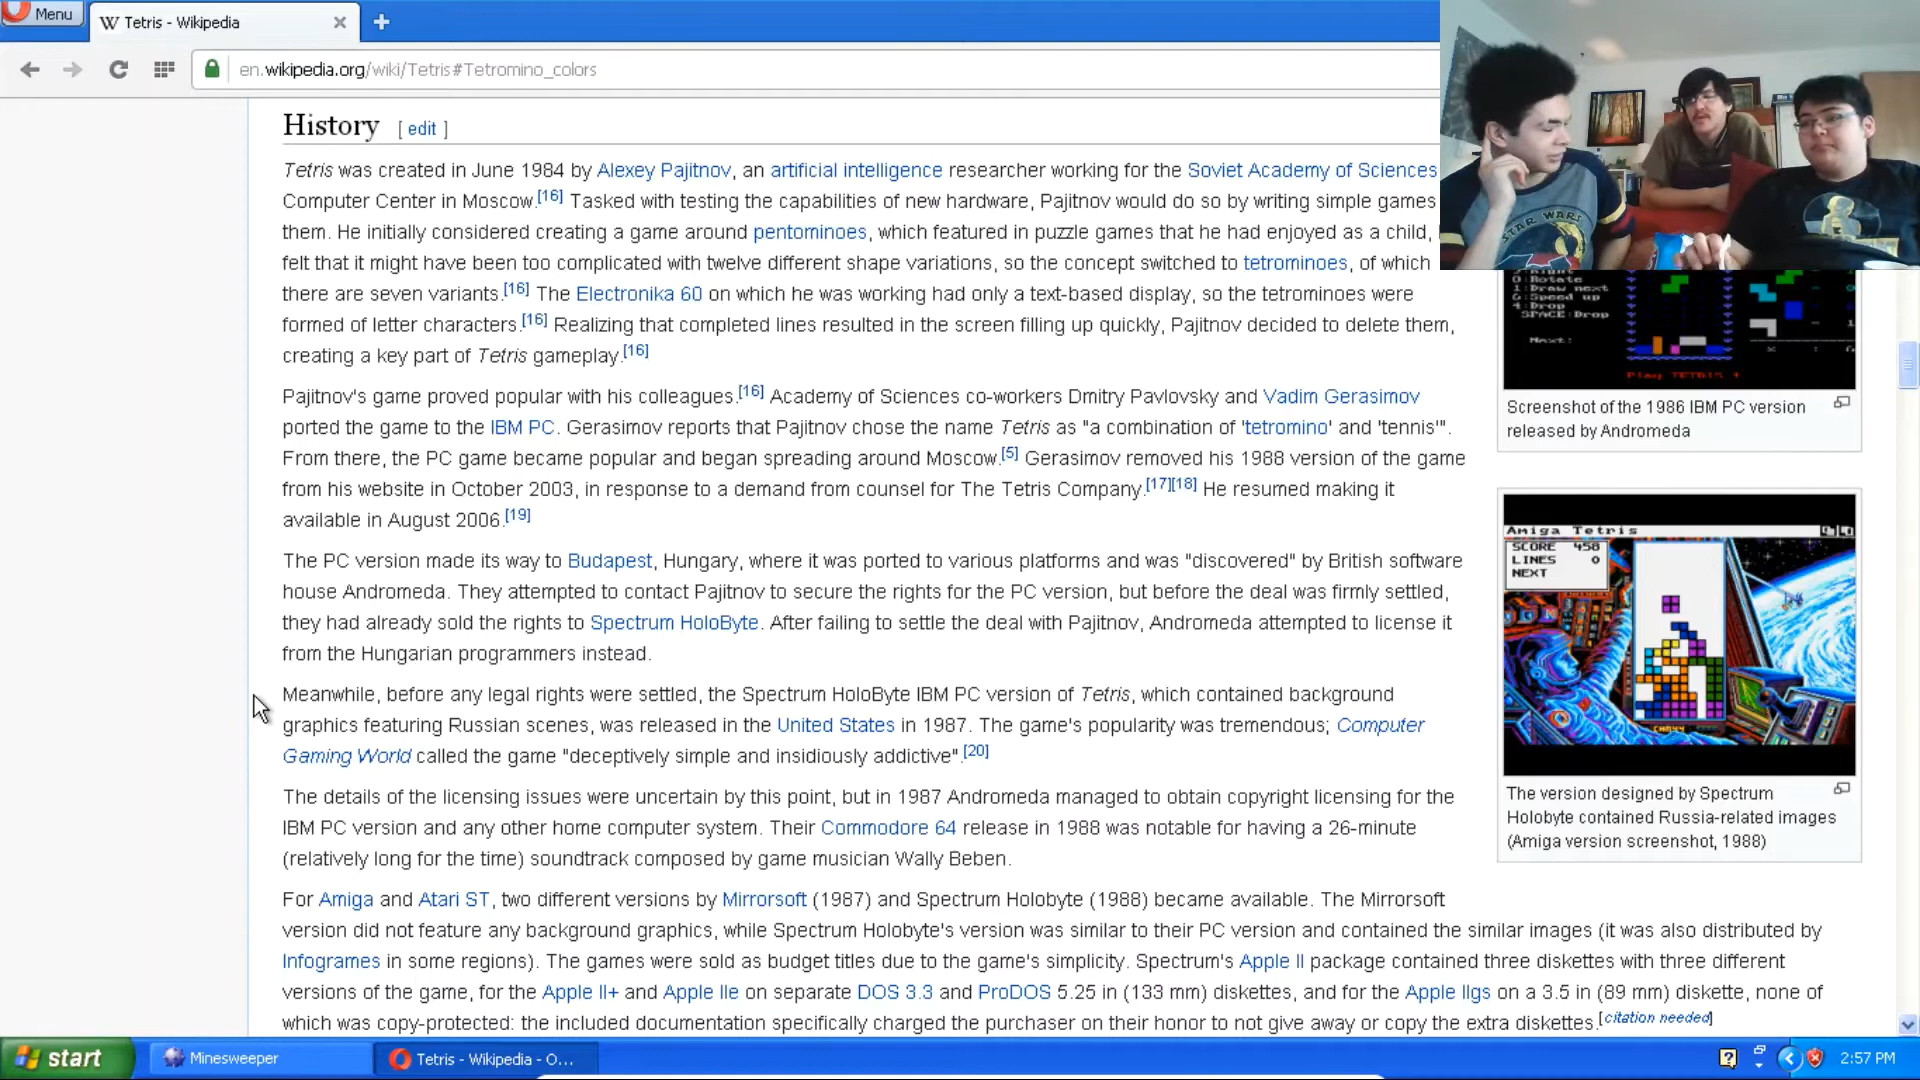 Menu
Tetris - Wikipedia
en.wikipedia.org/wiki/Tetris#Tetromino_colors
History [ edit ]
Tetris was created in June 1984 by Alexey Pajitnov, an artificial intelligence researcher working for the Soviet Academy of Sciences
Computer Center in Moscow.[16] Tasked with testing the capabilities of new hardware, Pajitnov would do so by writing simple games
them. He initially considered creating a game around pentominoes, which featured in puzzle games that he had enjoyed as a child,
felt that it might have been too complicated with twelve different shape variations, so the concept switched to tetrominoes, of which
there are seven variants.[16] The Electronika 60 on which he was working had only a text-based display, so the tetrominoes were
formed of letter characters.[16] Realizing that completed lines resulted in the screen filling up quickly, Pajitnov decided to delete them,
creating a key part of Tetris gameplay.[16]
Pajitnov's game proved popular with his colleagues.[16] Academy of Sciences co-workers Dmitry Pavlovsky and Vadim Gerasimov
ported the game to the IBM PC. Gerasimov reports that Pajitnov chose the name Tetris as "a combination of 'tetromino' and 'tennis'".
From there, the PC game became popular and began spreading around Moscow.[5] Gerasimov removed his 1988 version of the game
from his website in October 2003, in response to a demand from counsel for The Tetris Company.[17][18] He resumed making it
available in August 2006.[19]
The PC version made its way to Budapest, Hungary, where it was ported to various platforms and was "discovered" by British software
house Andromeda. They attempted to contact Pajitnov to secure the rights for the PC version, but before the deal was firmly settled,
they had already sold the rights to Spectrum HoloByte. After failing to settle the deal with Pajitnov, Andromeda attempted to license it
from the Hungarian programmers instead.
Meanwhile, before any legal rights were settled, the Spectrum HoloByte IBM PC version of Tetris, which contained background
graphics featuring Russian scenes, was released in the United States in 1987. The game's popularity was tremendous; Computer
Gaming World called the game "deceptively simple and insidiously addictive".[20]
The details of the licensing issues were uncertain by this point, but in 1987 Andromeda managed to obtain copyright licensing for the
IBM PC version and any other home computer system. Their Commodore 64 release in 1988 was notable for having a 26-minute
(relatively long for the time) soundtrack composed by game musician Wally Beben.
For Amiga and Atari ST, two different versions by Mirrorsoft (1987) and Spectrum Holobyte (1988) became available. The Mirrorsoft
version did not feature any background graphics, while Spectrum Holobyte's version was similar to their PC version and contained the similar images (it was also distributed by
Infogrames in some regions). The games were sold as budget titles due to the game's simplicity. Spectrum's Apple II package contained three diskettes with three different
versions of the game, for the Apple II+ and Apple IIe on separate DOS 3.3 and ProDOS 5.25 in (133 mm) diskettes, and for the Apple IIgs on a 3.5 in (89 mm) diskette, none of
which was copy-protected: the included documentation specifically charged the purchaser on their honor to not give away or copy the extra diskettes.[citation needed]
STAR WARS
0:Rotate
1:Draw next
6:Speed up
4:Drop
SPACE:Drop
Next:
Play TETRIS !
Screenshot of the 1986 IBM PC version
released by Andromeda
Amiga Tetris
SCORE 458
LINES 0
NEXT
The version designed by Spectrum
Holobyte contained Russia-related images
(Amiga version screenshot, 1988)
start
Minesweeper
Tetris - Wikipedia - O...
2:57 PM